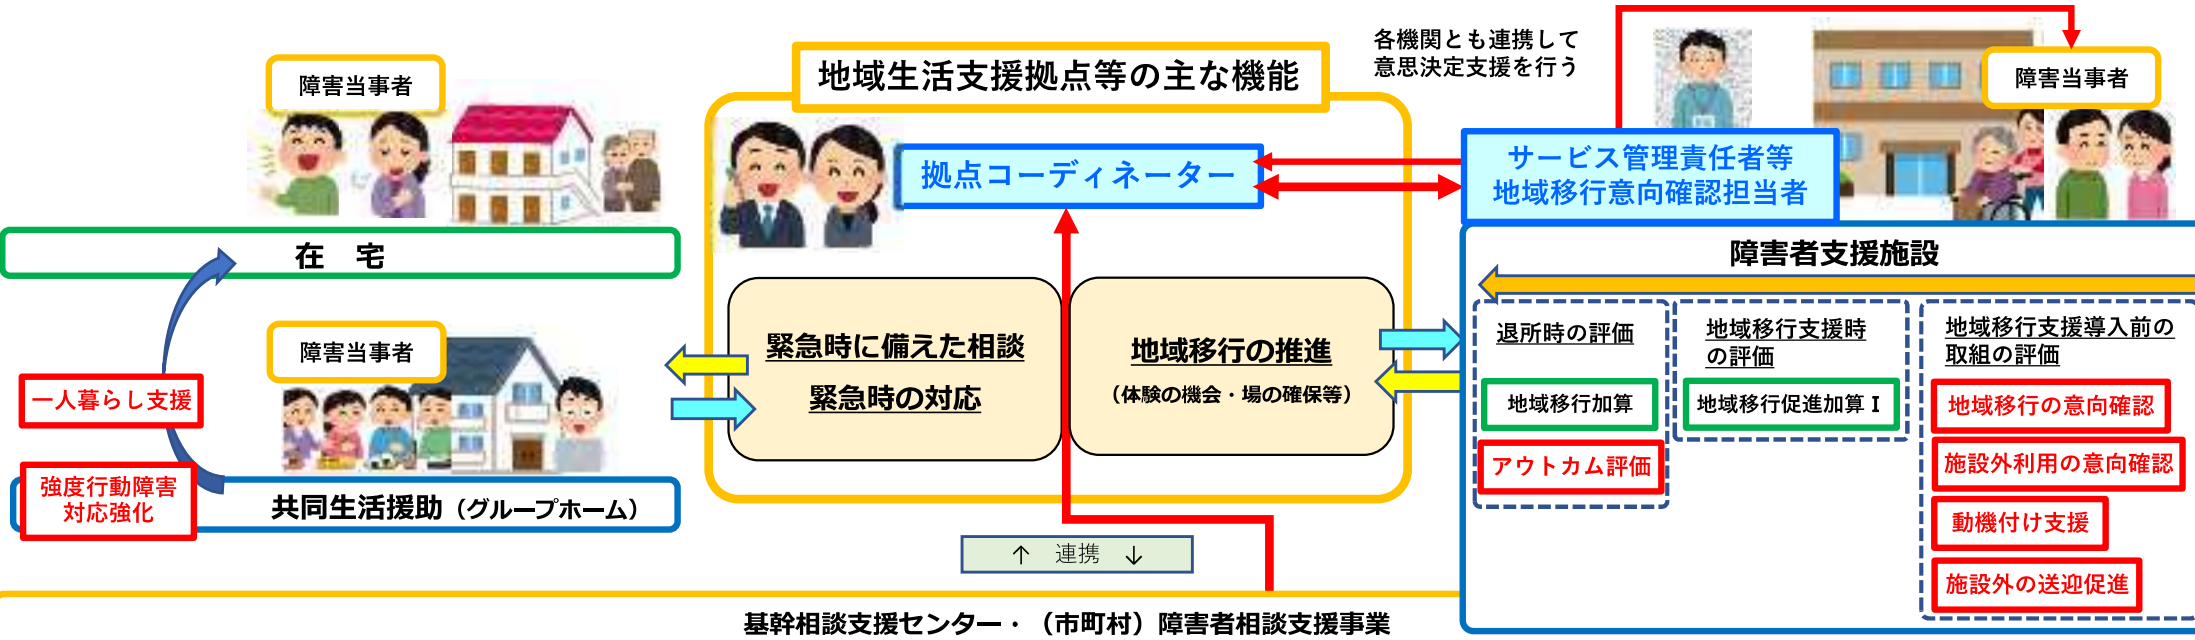 障害当事者
在　宅
障害当事者
一人暮らし支援
強度行動障害
対応強化
共同生活援助（グループホーム）
地域生活支援拠点等の主な機能
拠点コーディネーター
緊急時に備えた相談
緊急時の対応
地域移行の推進
（体験の機会・場の確保等）
↑　連携　↓
基幹相談支援センター・（市町村）障害者相談支援事業
各機関とも連携して
意思決定支援を行う
障害当事者
サービス管理責任者等
地域移行意向確認担当者
障害者支援施設
退所時の評価
地域移行加算
アウトカム評価
地域移行支援時
の評価
地域移行促進加算Ⅰ
地域移行支援導入前の
取組の評価
地域移行の意向確認
施設外利用の意向確認
動機付け支援
施設外の送迎促進